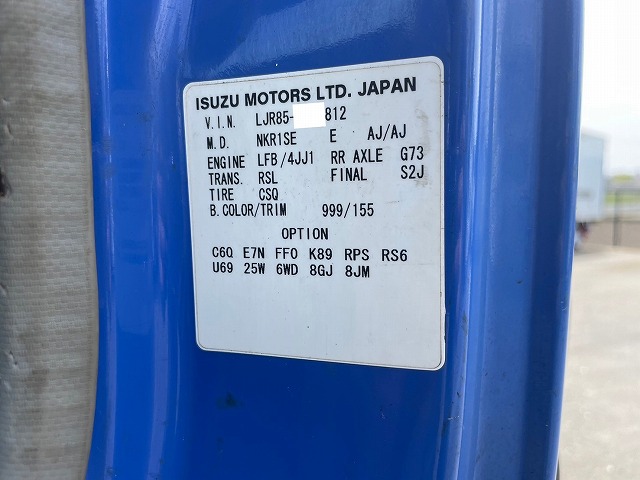 ISUZU MOTORS LTD. JAPAN
V.I.N. LJR85- 812
M.D. NKR1SE E AJ/AJ
ENGINE LFB/4JJ1 RR AXLE G73
TRANS. RSL FINAL S2J
TIRE CSQ
B.COLOR/TRIM 999/155
OPTION
C6Q E7N FF0 K89 RPS RS6
U69 25W 6WD 8GJ 8JM